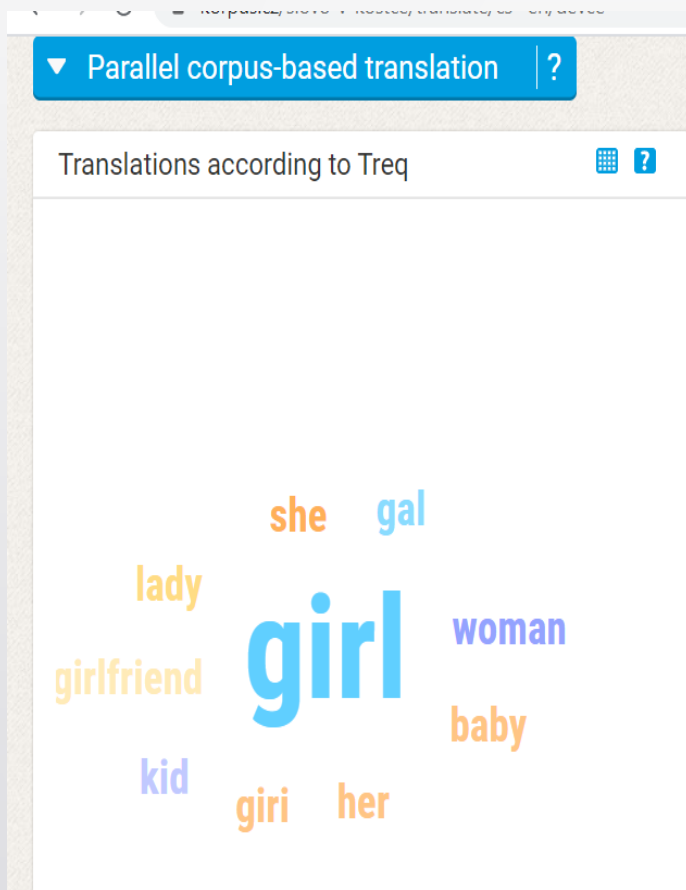 Parallel corpus-based translation ?
Translations according to Treq ?
she gal
lady
girl
woman
girlfriend
baby
kid
giri her